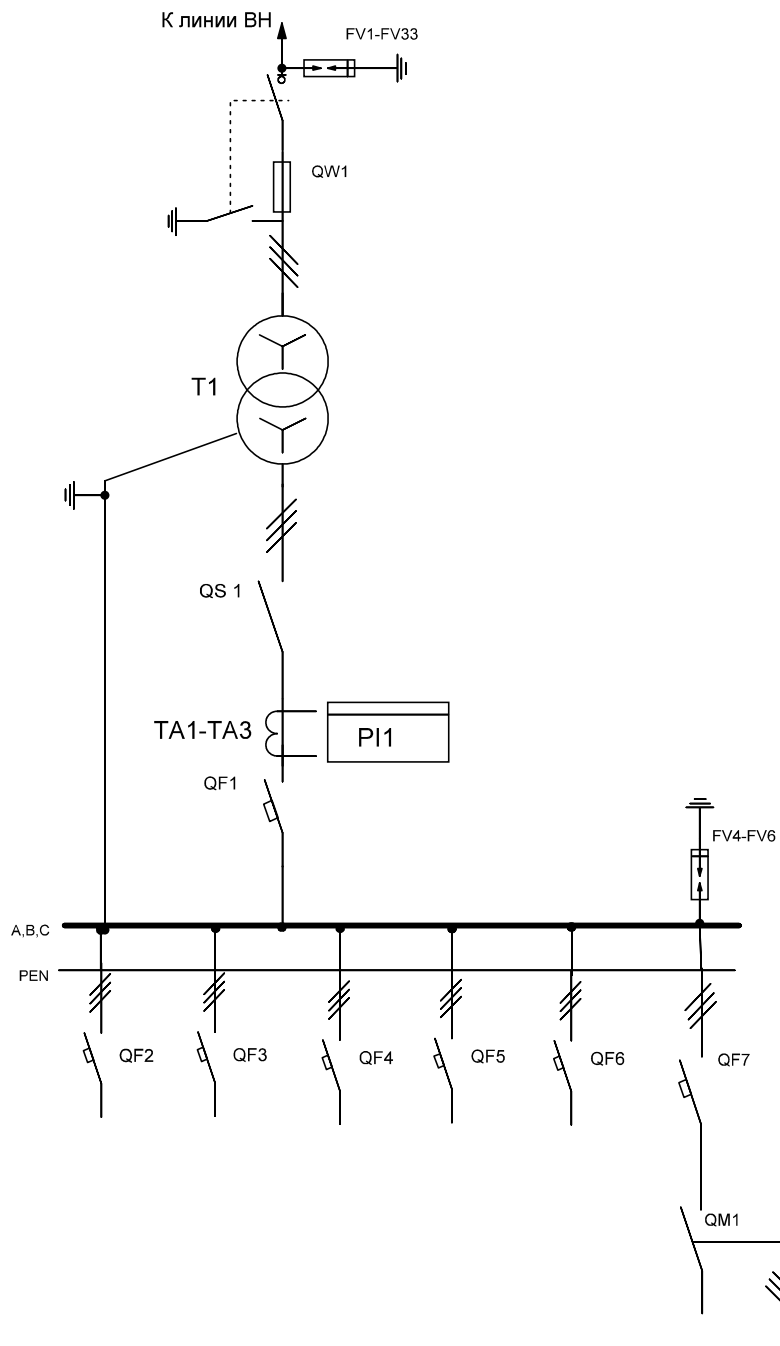 К линии ВН
FV1-FV33
QW1
T1
QS 1
TA1-TA3
PI1
QF1
FV4-FV6
A,B,C
PEN
QF2
QF3
QF4
QF5
QF6
QF7
QM1